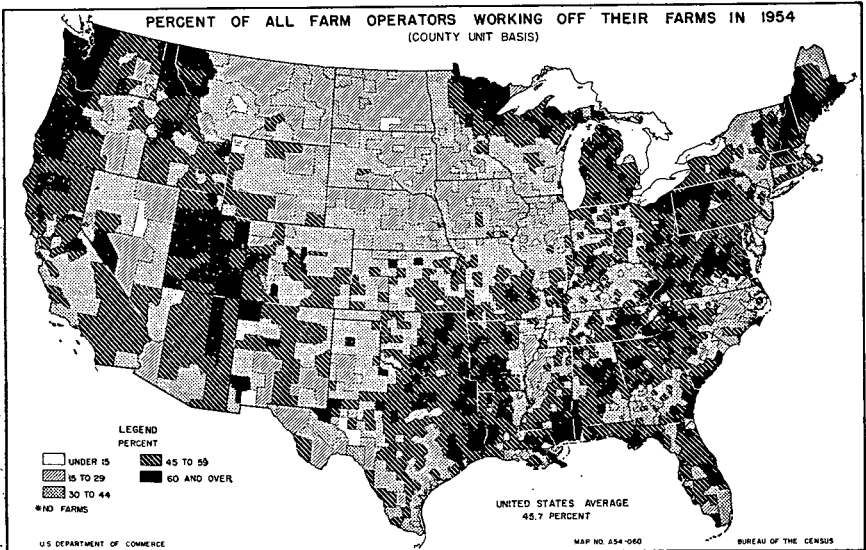 PERCENT OF ALL FARM OPERATORS WORKING OFF THEIR FARMS IN 1954
(COUNTY UNIT BASIS)
LEGEND
PERCENT
UNDER 15
15 TO 29
30 TO 44
*NO FARMS
45 TO 59
60 AND OVER
UNITED STATES AVERAGE
45.7 PERCENT
U.S. DEPARTMENT OF COMMERCE
MAP NO. A54-060
BUREAU OF THE CENSUS